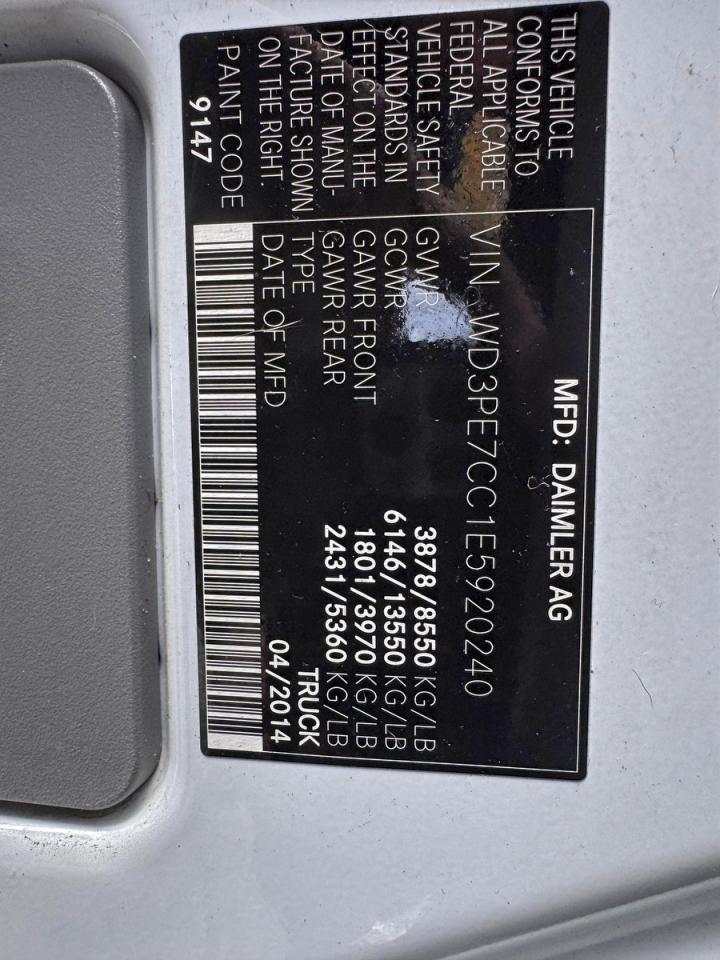 MFD: DAIMLER AG
THIS VEHICLE
CONFORMS TO
ALL APPLICABLE
FEDERAL
VEHICLE SAFETY
STANDARDS IN
EFFECT ON THE
DATE OF MANU-
FACTURE SHOWN
ON THE RIGHT.
PAINT CODE
9147
VIN WD3PE7CC1E5920240
GVWR 3878/8550 KG/LB
GCWR 6146/13550 KG/LB
GAWR FRONT 1801/3970 KG/LB
GAWR REAR 2431/5360 KG/LB
TYPE TRUCK
DATE OF MFD 04/2014